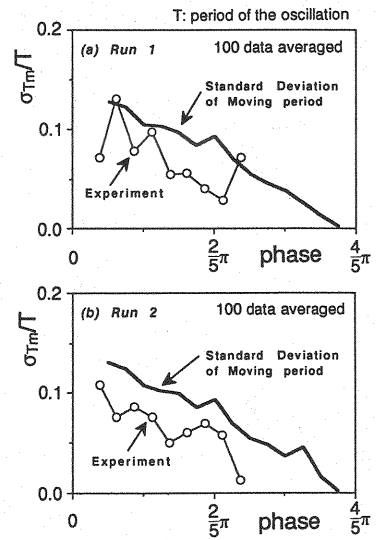 T: period of the oscillation
(a) Run 1 100 data averaged
Standard Deviation
of Moving period
Experiment
σTm/T
0.2
0.1
0.0
0 2/5π phase 4/5π
(b) Run 2 100 data averaged
Standard Deviation
of Moving period
Experiment
σTm/T
0.2
0.1
0.0
0 2/5π phase 4/5π